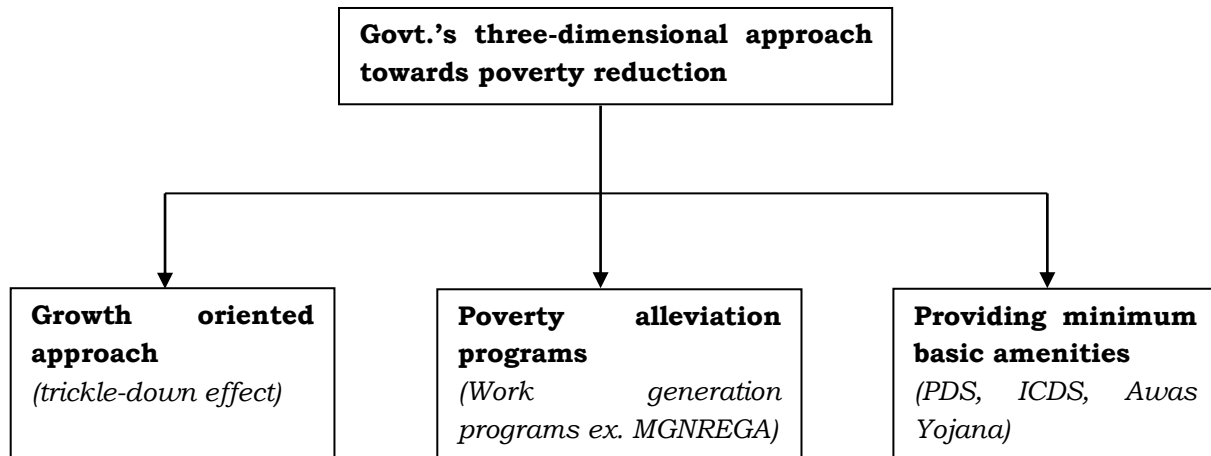 Govt.'s three-dimensional approach
towards poverty reduction
Growth oriented
approach
(trickle-down effect)
Poverty alleviation
programs
(Work generation
programs ex. MGNREGA)
Providing minimum
basic amenities
(PDS, ICDS, Awas
Yojana)